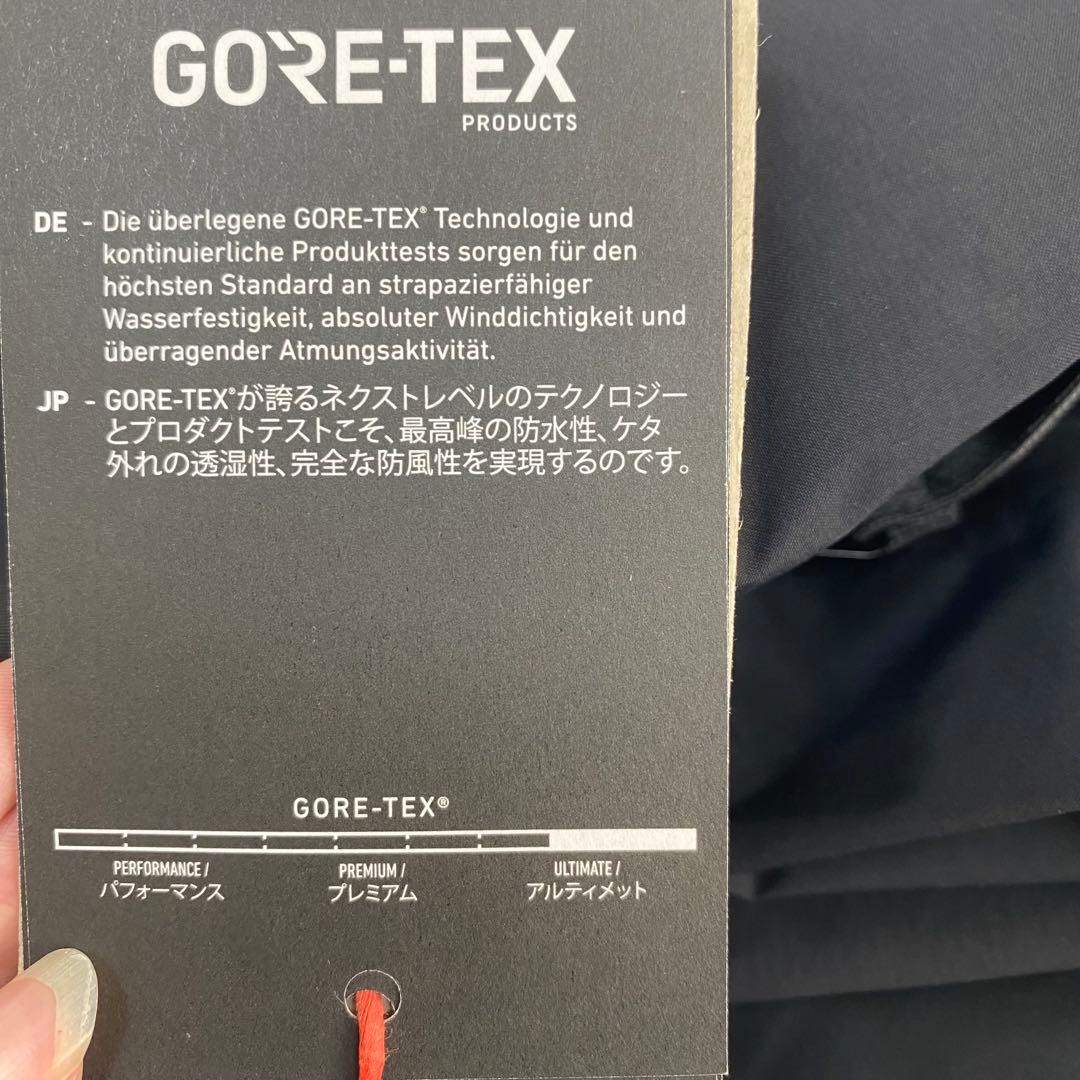 GORE-TEX
PRODUCTS
DE - Die überlegene GORE-TEX® Technologie und
kontinuierliche Produkttests sorgen für den
höchsten Standard an strapazierfähiger
Wasserfestigkeit, absoluter Winddichtigkeit und
überragender Atmungsaktivität.
JP - GORE-TEX®が誇るネクストレベルのテクノロジー
とプロダクトテストこそ、最高峰の防水性、ケタ
外れの透湿性、完全な防風性を実現するのです。
GORE-TEX®
PERFORMANCE / PREMIUM / ULTIMATE /
パフォーマンス プレミアム アルティメット